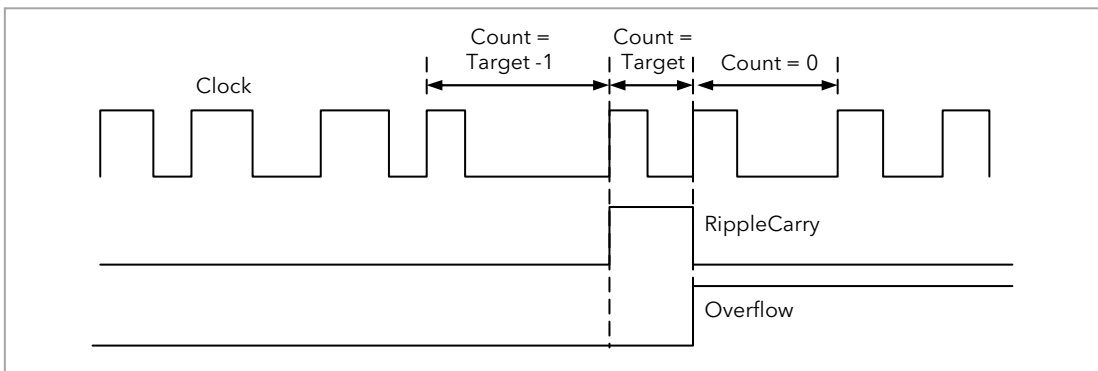 Count =
Target -1
Count =
Target
Count = 0
Clock
RippleCarry
Overflow